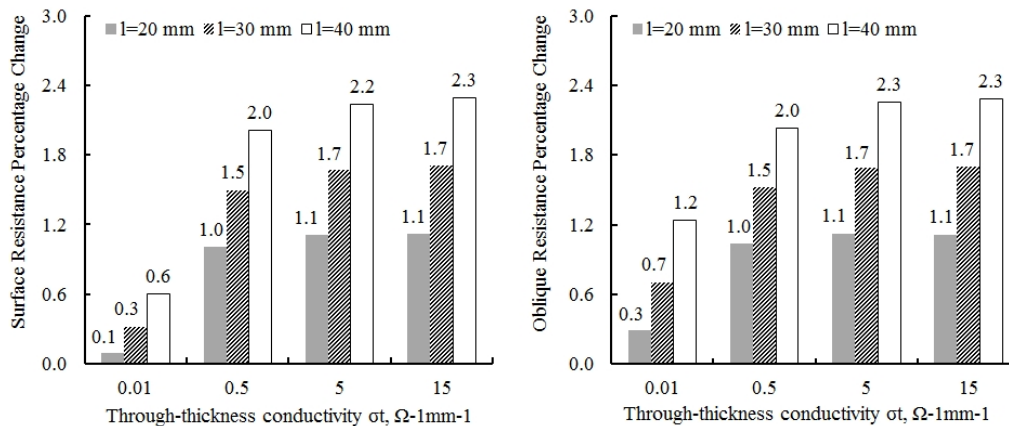 Surface Resistance Percentage Change
3.0
2.4
1.8
1.2
0.6
0.0
l=20 mm l=30 mm l=40 mm
0.1 0.3 0.6
1.0 1.5 2.0
1.1 1.7 2.2
1.1 1.7 2.3
0.01 0.5 5 15
Through-thickness conductivity σt, Ω-1mm-1
Oblique Resistance Percentage Change
3.0
2.4
1.8
1.2
0.6
0.0
l=20 mm l=30 mm l=40 mm
0.3 0.7 1.2
1.0 1.5 2.0
1.1 1.7 2.3
1.1 1.7 2.3
0.01 0.5 5 15
Through-thickness conductivity σt, Ω-1mm-1